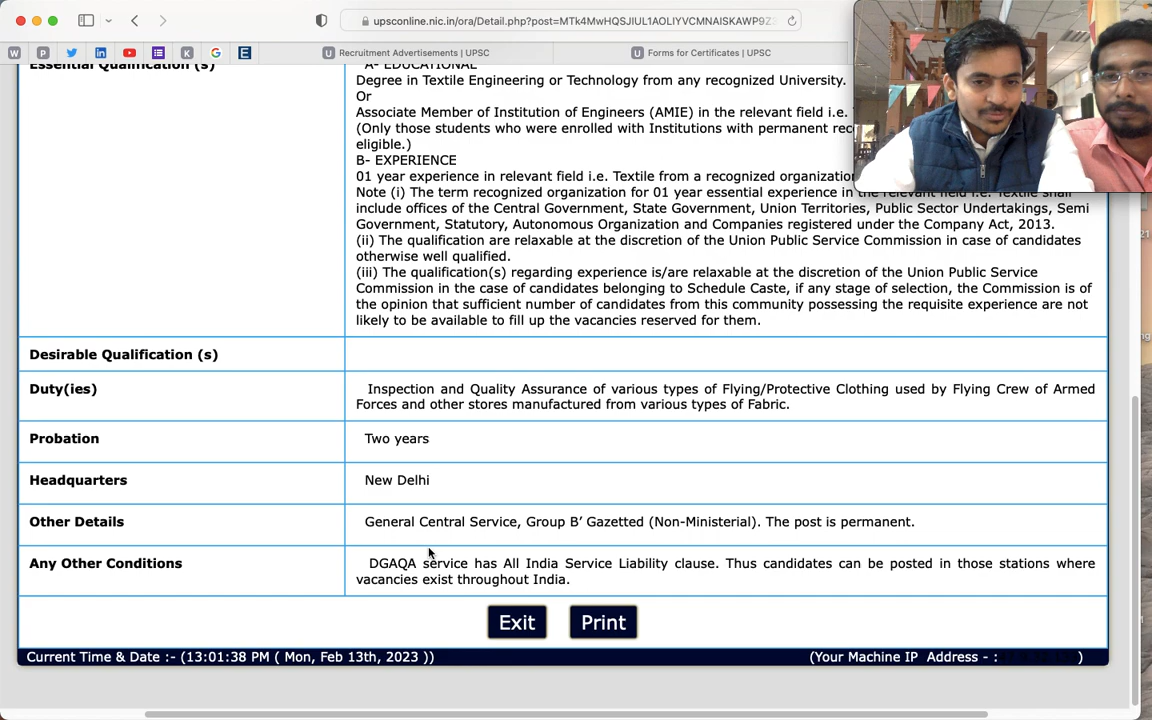 upsconline.nic.in/ora/Detail.php?post=MTk4MwHQSJIUL1AOLIYVCMNAISKAWP9Z
W P K G E
U Recruitment Advertisements | UPSC
U Forms for Certificates | UPSC
Essential Qualification (s)
A- EDUCATIONAL
Degree in Textile Engineering or Technology from any recognized University.
Or
Associate Member of Institution of Engineers (AMIE) in the relevant field i.e.
(Only those students who were enrolled with Institutions with permanent
eligible.)
B- EXPERIENCE
01 year experience in relevant field i.e. Textile from a recognized
Note (i) The term recognized organization for 01 year essential experience in the relevant field i.e. Textile shall
include offices of the Central Government, State Government, Union Territories, Public Sector Undertakings, Semi
Government, Statutory, Autonomous Organization and Companies registered under the Company Act, 2013.
(ii) The qualification are relaxable at the discretion of the Union Public Service Commission in case of candidates
otherwise well qualified.
(iii) The qualification(s) regarding experience is/are relaxable at the discretion of the Union Public Service
Commission in the case of candidates belonging to Schedule Caste, if any stage of selection, the Commission is of
the opinion that sufficient number of candidates from this community possessing the requisite experience are not
likely to be available to fill up the vacancies reserved for them.
Desirable Qualification (s)
Duty(ies)
Inspection and Quality Assurance of various types of Flying/Protective Clothing used by Flying Crew of Armed
Forces and other stores manufactured from various types of Fabric.
Probation
Two years
Headquarters
New Delhi
Other Details
General Central Service, Group B’ Gazetted (Non-Ministerial). The post is permanent.
Any Other Conditions
DGAQA service has All India Service Liability clause. Thus candidates can be posted in those stations where
vacancies exist throughout India.
Exit Print
Current Time & Date :- (13:01:38 PM ( Mon, Feb 13th, 2023 ))
(Your Machine IP Address - : )